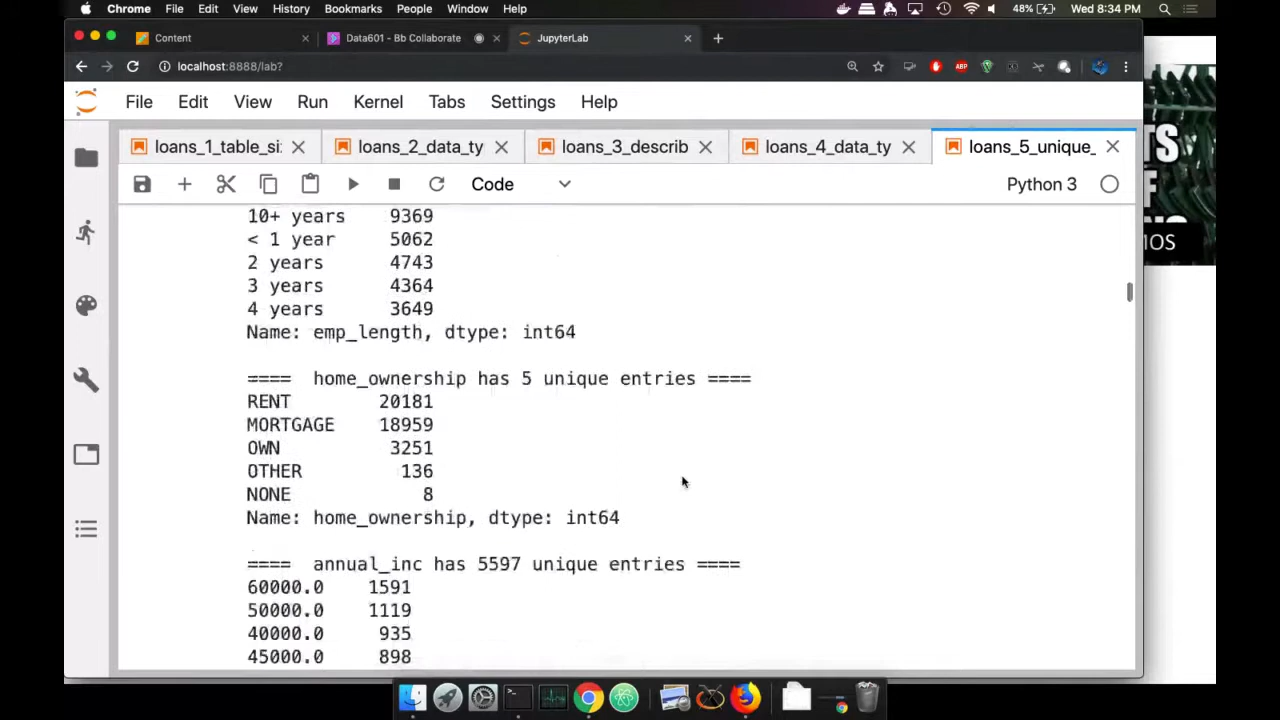 Chrome File Edit View History Bookmarks People Window Help 48% Wed 8:34 PM
Content Data601 - Bb Collaborate JupyterLab
localhost:8888/lab?
File Edit View Run Kernel Tabs Settings Help
loans_1_table_si: loans_2_data_ty loans_3_describ loans_4_data_ty loans_5_unique_
Code Python 3
10+ years 9369
< 1 year 5062
2 years 4743
3 years 4364
4 years 3649
Name: emp_length, dtype: int64
==== home_ownership has 5 unique entries ====
RENT 20181
MORTGAGE 18959
OWN 3251
OTHER 136
NONE 8
Name: home_ownership, dtype: int64
==== annual_inc has 5597 unique entries ====
60000.0 1591
50000.0 1119
40000.0 935
45000.0 898